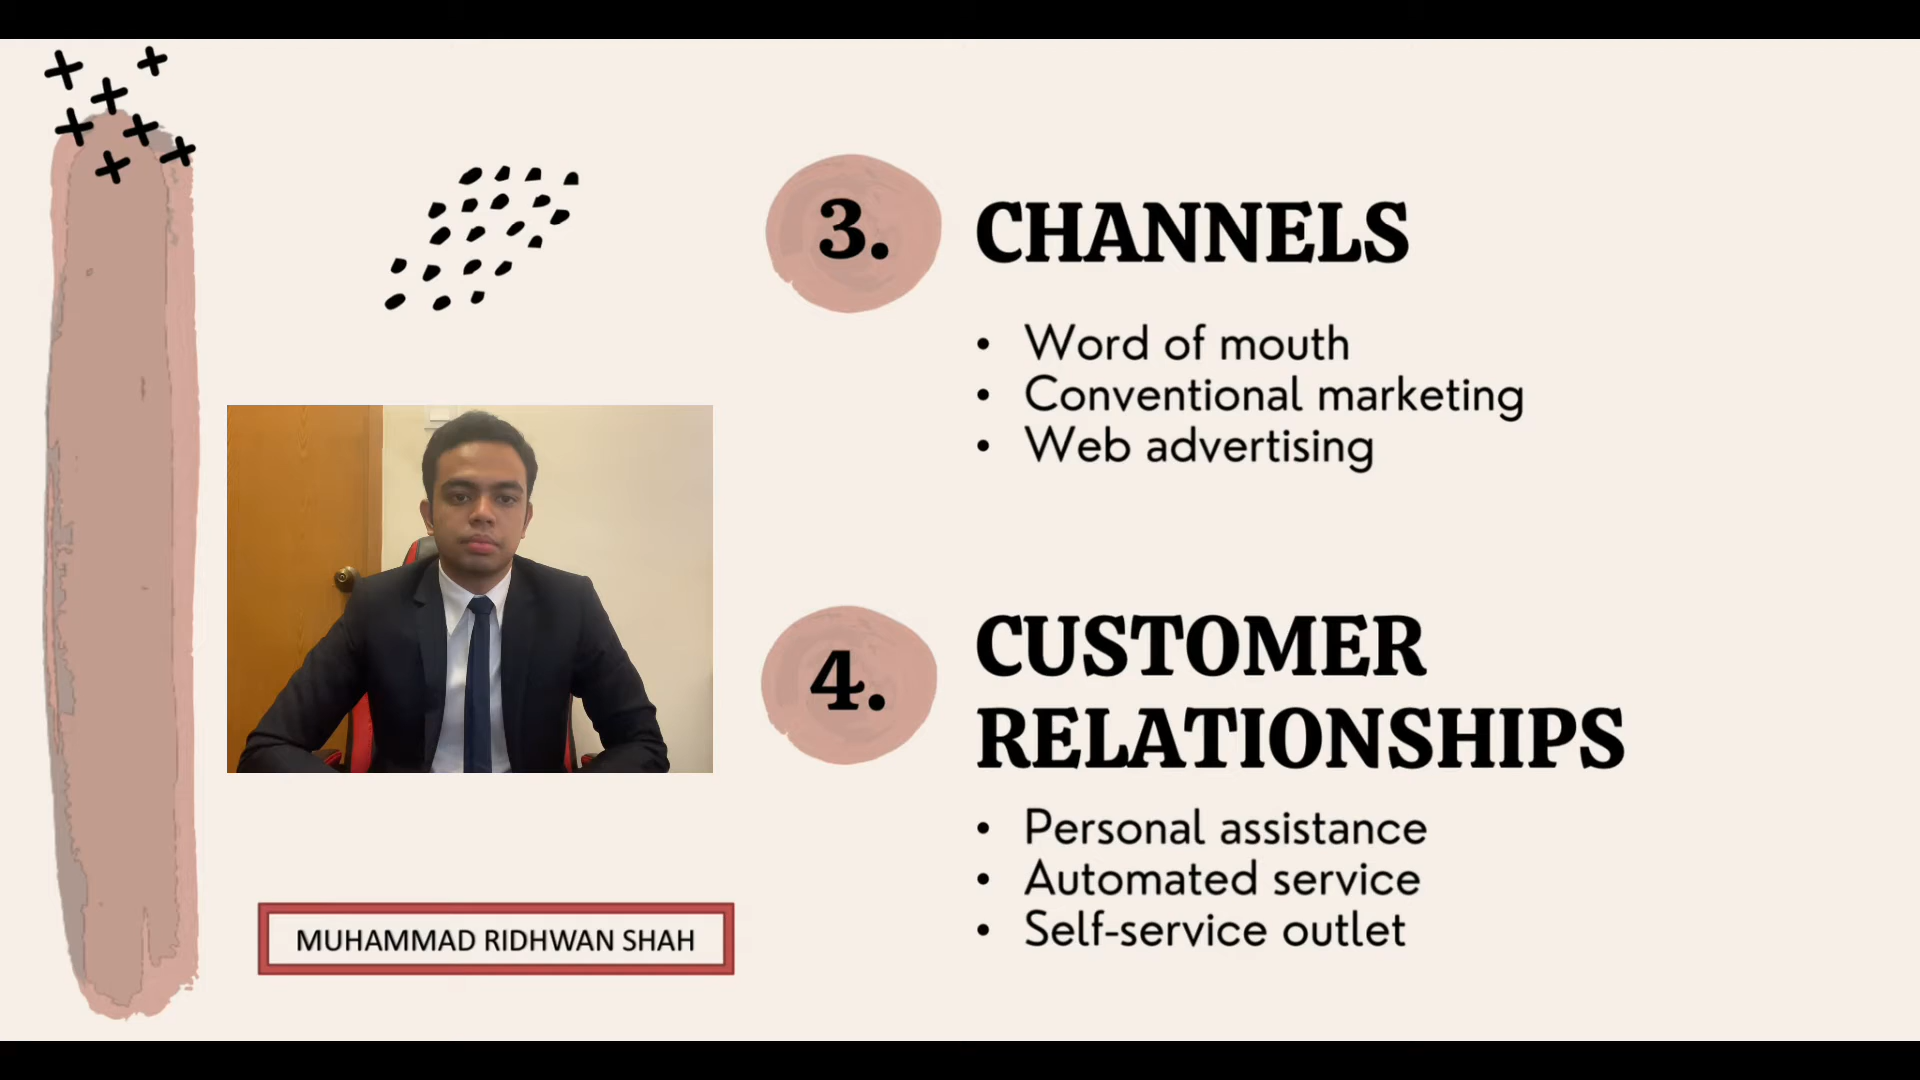 3. CHANNELS
• Word of mouth
• Conventional marketing
• Web advertising
4. CUSTOMER
RELATIONSHIPS
• Personal assistance
• Automated service
• Self-service outlet
MUHAMMAD RIDHWAN SHAH